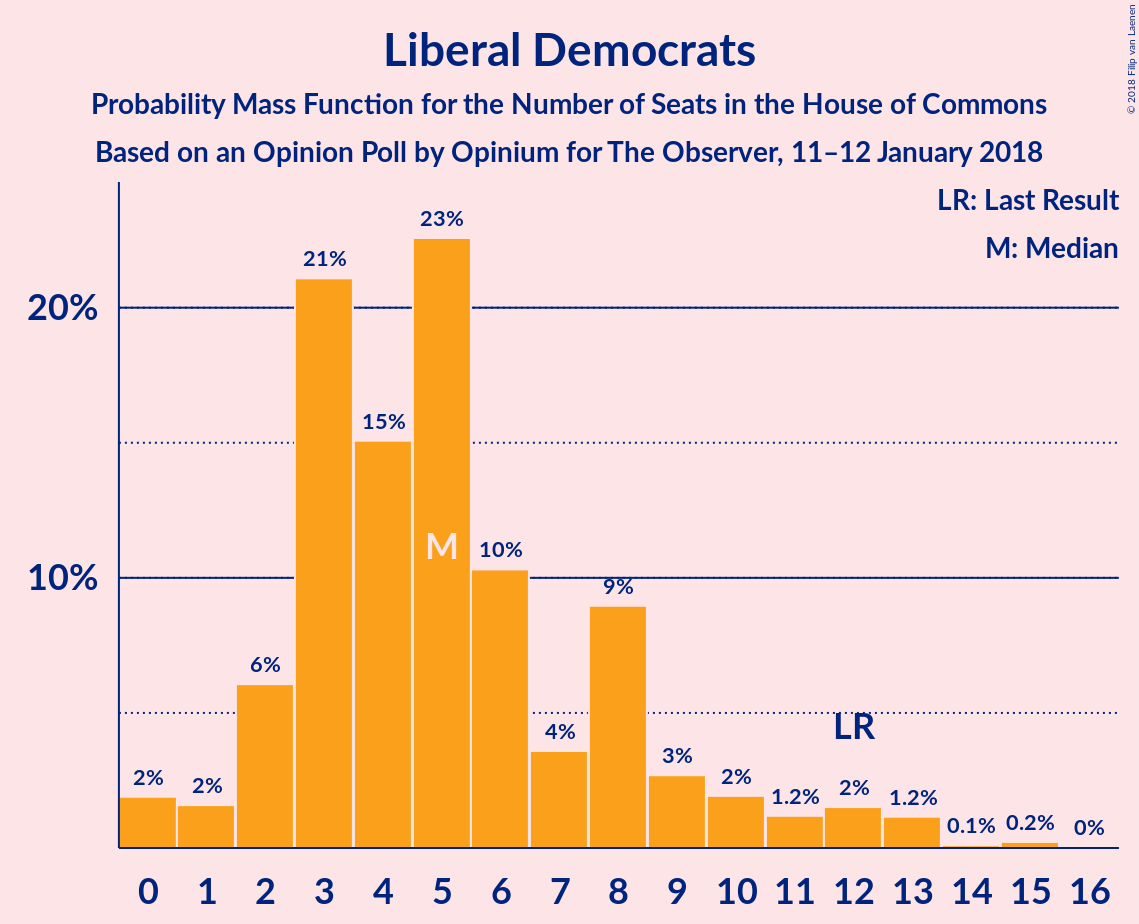 Liberal Democrats
Probability Mass Function for the Number of Seats in the House of Commons
Based on an Opinion Poll by Opinium for The Observer, 11–12 January 2018
© 2018 Filip van Laenen
LR: Last Result
M: Median
23%
21%
20%
15%
M
10%
10%
9%
6%
4%
LR
3%
2%
2%
2%
1.2%
2%
1.2%
0.1%
0.2%
0%
0 1 2 3 4 5 6 7 8 9 10 11 12 13 14 15 16